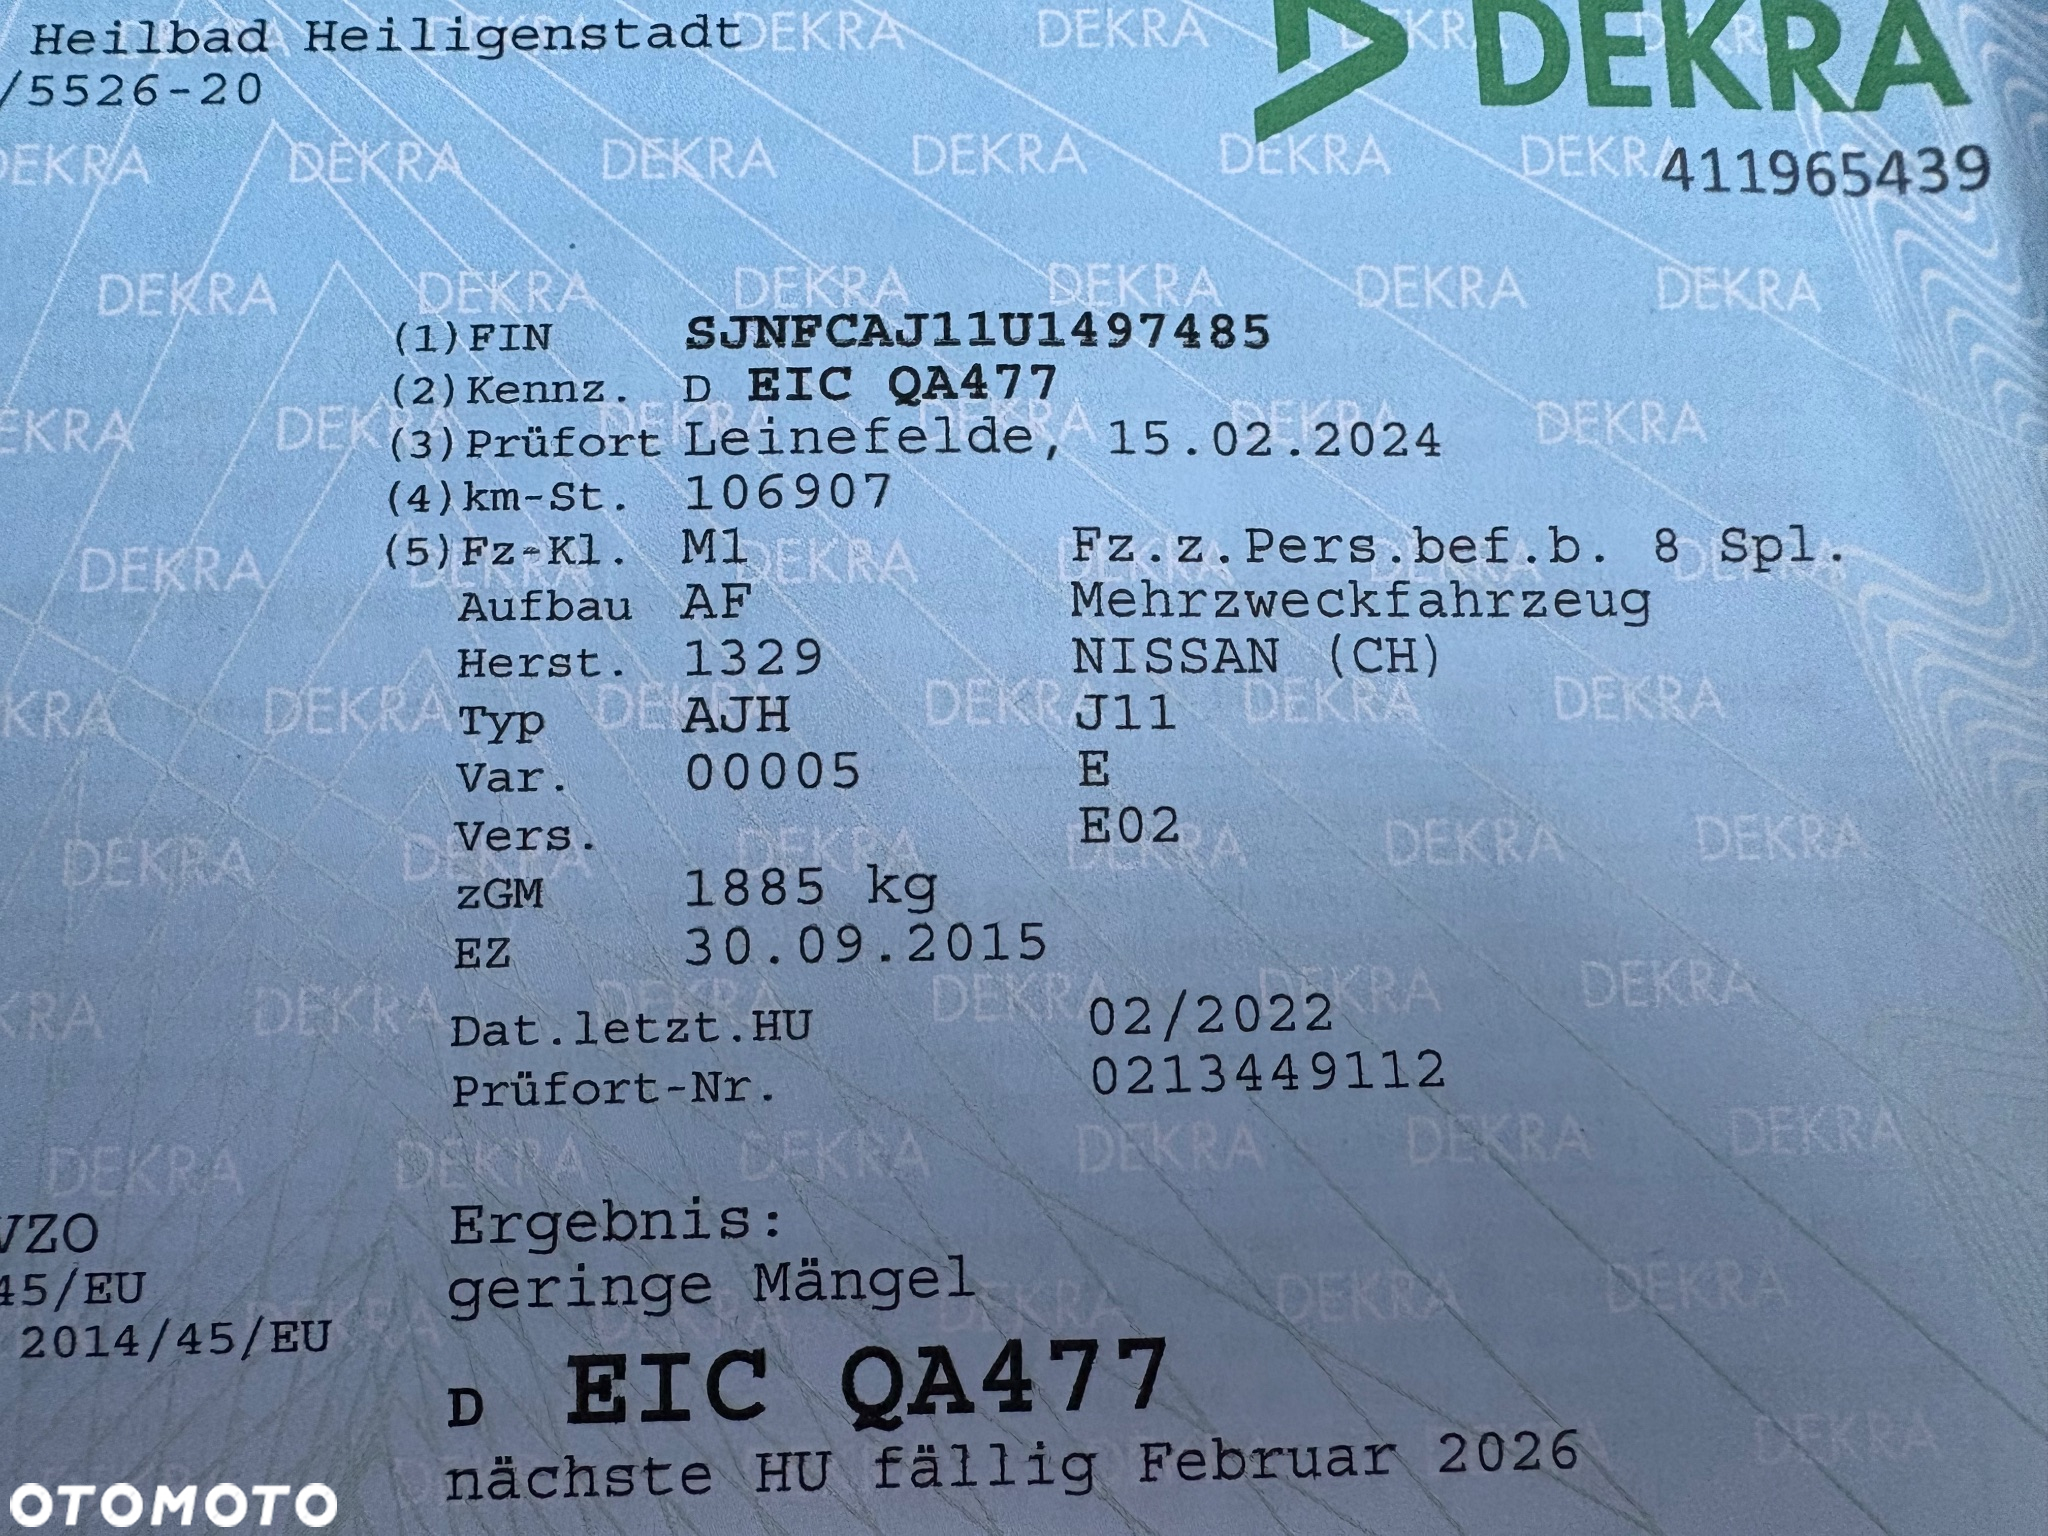 Heilbad Heiligenstadt
/5526-20
DEKRA
411965439
(1) FIN SJNFCAJ11U1497485
(2) Kennz. D EIC QA477
(3) Prüfort Leinefelde, 15.02.2024
(4) km-St. 106907
(5) Fz-Kl. M1 Fz.z.Pers.bef.b. 8 Spl.
Aufbau AF Mehrzweckfahrzeug
Herst. 1329 NISSAN (CH)
Typ AJH J11
Var. 00005 E
Vers. E02
zGM 1885 kg
EZ 30.09.2015
Dat.letzt.HU 02/2022
Prüfort-Nr. 0213449112
VZO
45/EU
2014/45/EU
Ergebnis:
geringe Mängel
D EIC QA477
nächste HU fällig Februar 2026
OTOMOTO